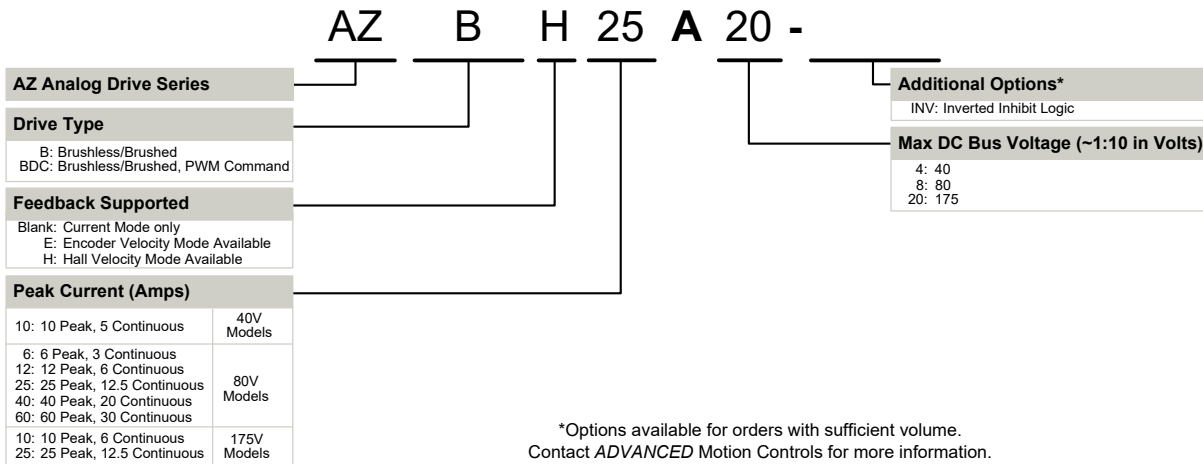 AZ B H 25 A 20 -
AZ Analog Drive Series
Drive Type
B: Brushless/Brushed
BDC: Brushless/Brushed, PWM Command
Feedback Supported
Blank: Current Mode only
E: Encoder Velocity Mode Available
H: Hall Velocity Mode Available
Peak Current (Amps)
10: 10 Peak, 5 Continuous
40V
Models
6: 6 Peak, 3 Continuous
12: 12 Peak, 6 Continuous
25: 25 Peak, 12.5 Continuous
40: 40 Peak, 20 Continuous
60: 60 Peak, 30 Continuous
80V
Models
10: 10 Peak, 6 Continuous
25: 25 Peak, 12.5 Continuous
175V
Models
Additional Options*
INV: Inverted Inhibit Logic
Max DC Bus Voltage (~1:10 in Volts)
4: 40
8: 80
20: 175
*Options available for orders with sufficient volume.
Contact ADVANCED Motion Controls for more information.